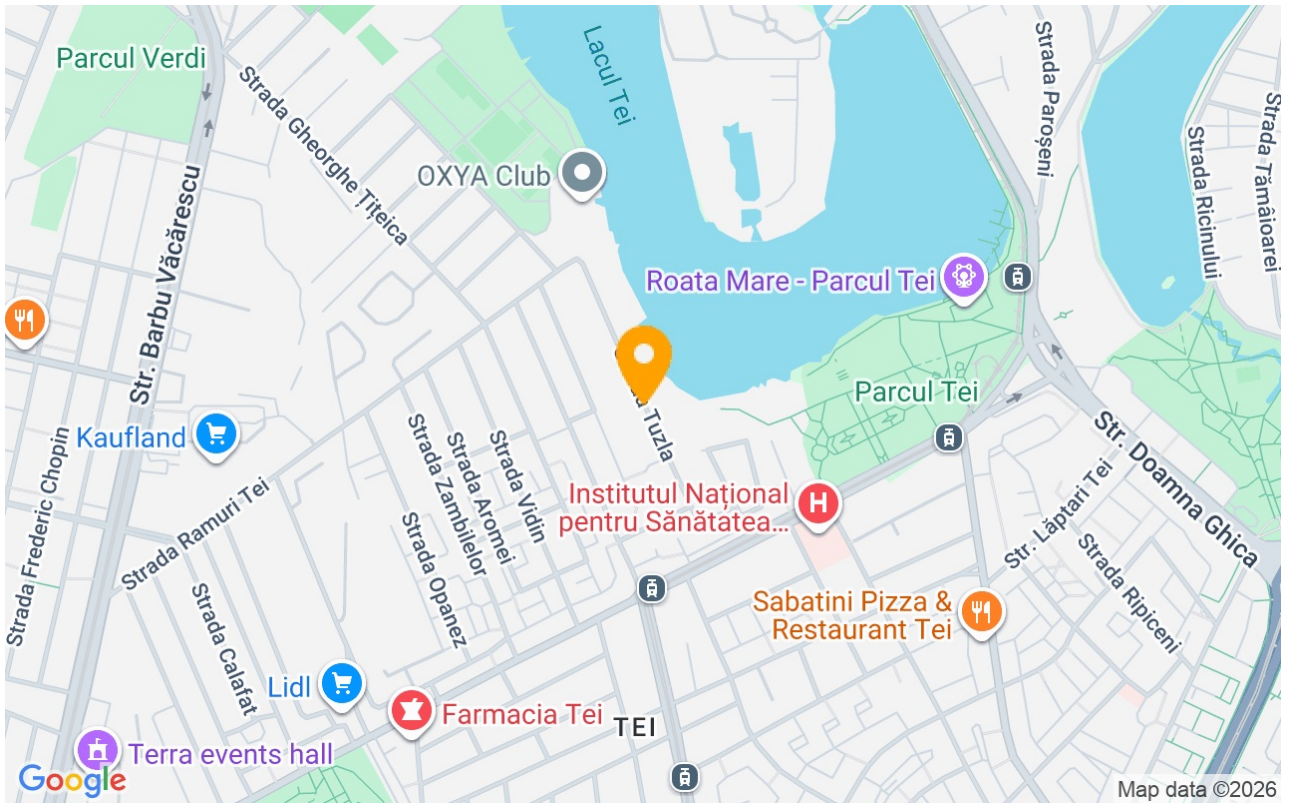 Parcul Verdi
Strada Gheorghe Țițeica
Lacul Tei
Strada Paroșeni
Strada Ricinului
Strada Tămâioarei
OXYA Club
Str. Barbu Văcărescu
Roata Mare - Parcul Tei
Parcul Tei
Tuzla
Kaufland
Strada Frederic Chopin
Strada Ramuri Tei
Strada Zambilelor
Strada Aromei
Strada Vidin
Strada Opanez
Institutul Național
pentru Sănătatea...
Str. Doamna Ghica
Str. Lăptari Tei
Strada Ripiceni
Sabatini Pizza &
Restaurant Tei
Strada Calafat
Lidl
Farmacia Tei
TEI
Terra events hall
Google
Map data ©2026